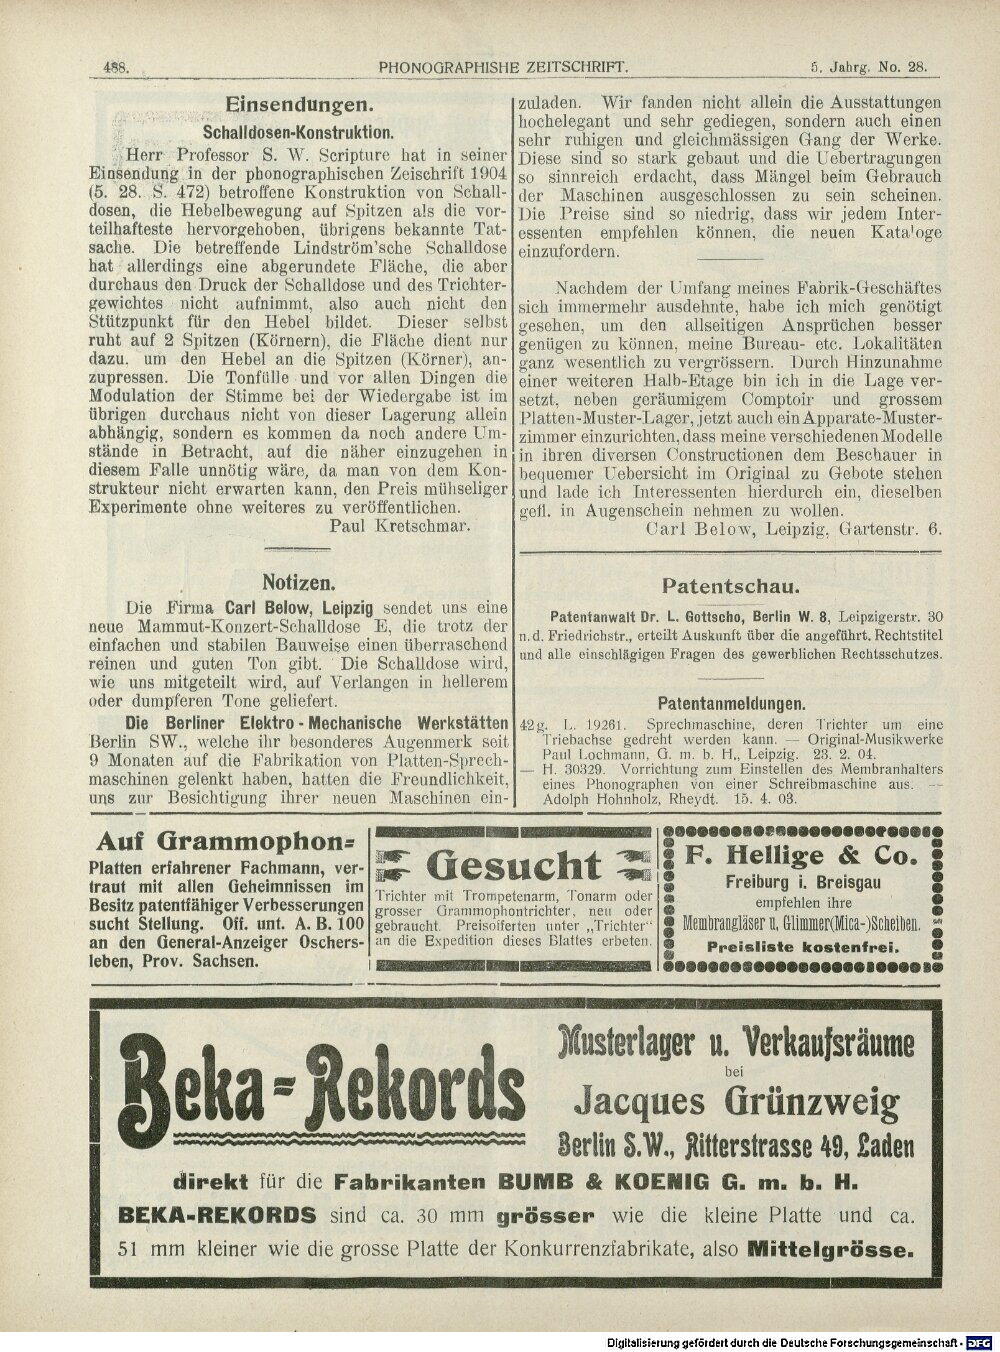 488.
PHONOGRAPHISHE ZEITSCHRIFT.
5. Jahrg. No. 28.
Einsendungen.
Schalldosen-Konstruktion.
Herr Professor S. W. Scripture hat in seiner
Einsendung in der phonographischen Zeischrift 1904
(5. 28. S. 472) betroffene Konstruktion von Schall-
dosen, die Hebelbewegung auf Spitzen als die vor-
teilhafteste hervorgehoben, übrigens bekannte Tat-
sache. Die betreffende Lindström'sche Schalldose
hat allerdings eine abgerundete Fläche, die aber
durchaus den Druck der Schalldose und des Trichter-
gewichtes nicht aufnimmt, also auch nicht den
Stützpunkt für den Hebel bildet. Dieser selbst
ruht auf 2 Spitzen (Körnern), die Fläche dient nur
dazu. um den Hebel an die Spitzen (Körner), an-
zupressen. Die Tonfülle und vor allen Dingen die
Modulation der Stimme bei der Wiedergabe ist im
übrigen durchaus nicht von dieser Lagerung allein
abhängig, sondern es kommen da noch andere Um-
stände in Betracht, auf die näher einzugehen in
diesem Falle unnötig wäre, da man von dem Kon-
strukteur nicht erwarten kann, den Preis mühseliger
Experimente ohne weiteres zu veröffentlichen.
Paul Kretschmar.
Notizen.
Die Firma Carl Below, Leipzig sendet uns eine
neue Mammut-Konzert-Schalldose E, die trotz der
einfachen und stabilen Bauweise einen überraschend
reinen und guten Ton gibt. Die Schalldose wird,
wie uns mitgeteilt wird, auf Verlangen in hellerem
oder dumpferen Tone geliefert.
Die Berliner Elektro-Mechanische Werkstätten
Berlin SW., welche ihr besonderes Augenmerk seit
9 Monaten auf die Fabrikation von Platten-Sprech-
maschinen gelenkt haben, hatten die Freundlichkeit,
uns zur Besichtigung ihrer neuen Maschinen ein-
zuladen. Wir fanden nicht allein die Ausstattungen
hochelegant und sehr gediegen, sondern auch einen
sehr ruhigen und gleichmässigen Gang der Werke.
Diese sind so stark gebaut und die Uebertragungen
so sinnreich erdacht, dass Mängel beim Gebrauch
der Maschinen ausgeschlossen zu sein scheinen.
Die Preise sind so niedrig, dass wir jedem Inter-
essenten empfehlen können, die neuen Kataloge
einzufordern.
Nachdem der Umfang meines Fabrik-Geschäftes
sich immermehr ausdehnte, habe ich mich genötigt
gesehen, um den allseitigen Ansprüchen besser
genügen zu können, meine Bureau- etc. Lokalitäten
ganz wesentlich zu vergrössern. Durch Hinzunahme
einer weiteren Halb-Etage bin ich in die Lage ver-
setzt, neben geräumigem Comptoir und grossem
Platten-Muster-Lager, jetzt auch ein Apparate-Muster-
zimmer einzurichten, dass meine verschiedenen Modelle
in ihren diversen Constructionen dem Beschauer in
bequemer Uebersicht im Original zu Gebote stehen
und lade ich Interessenten hierdurch ein, dieselben
gefl. in Augenschein nehmen zu wollen.
Carl Below, Leipzig, Gartenstr. 6.
Patentschau.
Patentanwalt Dr. L. Gottscho, Berlin W. 8, Leipzigerstr. 30
n. d. Friedrichstr., erteilt Auskunft über die angeführt. Rechtstitel
und alle einschlägigen Fragen des gewerblichen Rechtsschutzes.
Patentanmeldungen.
42g. L. 19261. Sprechmaschine, deren Trichter um eine
Triebachse gedreht werden kann. — Original-Musikwerke
Paul Lochmann, G. m. b. H., Leipzig. 23. 2. 04.
— H. 30329. Vorrichtung zum Einstellen des Membranhalters
eines Phonographen von einer Schreibmaschine aus. —
Adolph Hohnholz, Rheydt. 15. 4. 03.
Auf Grammophon-
Platten erfahrener Fachmann, ver-
traut mit allen Geheimnissen im
Besitz patentfähiger Verbesserungen
sucht Stellung. Off. unt. A. B. 100
an den General-Anzeiger Oschers-
leben, Prov. Sachsen.
Gesucht
Trichter mit Trompetenarm, Tonarm oder
grosser Grammophontrichter, neu oder
gebraucht. Preisofferten unter „Trichter"
an die Expedition dieses Blattes erbeten.
F. Hellige & Co.
Freiburg i. Breisgau
empfehlen ihre
Membrangläser u. Glimmer(Mica-)Scheiben.
Preisliste kostenfrei.
Beka-Rekords
Musterlager u. Verkaufsräume
bei
Jacques Grünzweig
Berlin S.W., Ritterstrasse 49, Laden
direkt für die Fabrikanten BUMB & KOENIG G. m. b. H.
BEKA-REKORDS sind ca. 30 mm grösser wie die kleine Platte und ca.
51 mm kleiner wie die grosse Platte der Konkurrenzfabrikate, also Mittelgrösse.
Digitalisierung gefördert durch die Deutsche Forschungsgemeinschaft - DFG